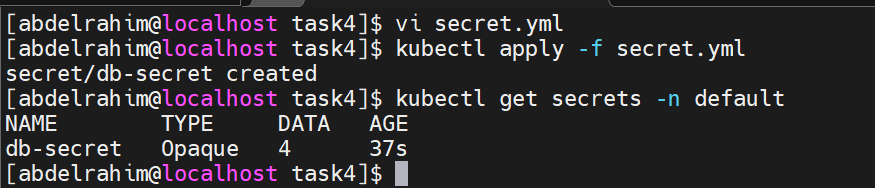 [abdelrahim@localhost task4]$ vi secret.yml
[abdelrahim@localhost task4]$ kubectl apply -f secret.yml
secret/db-secret created
[abdelrahim@localhost task4]$ kubectl get secrets -n default
NAME        TYPE     DATA   AGE
db-secret   Opaque   4      37s
[abdelrahim@localhost task4]$